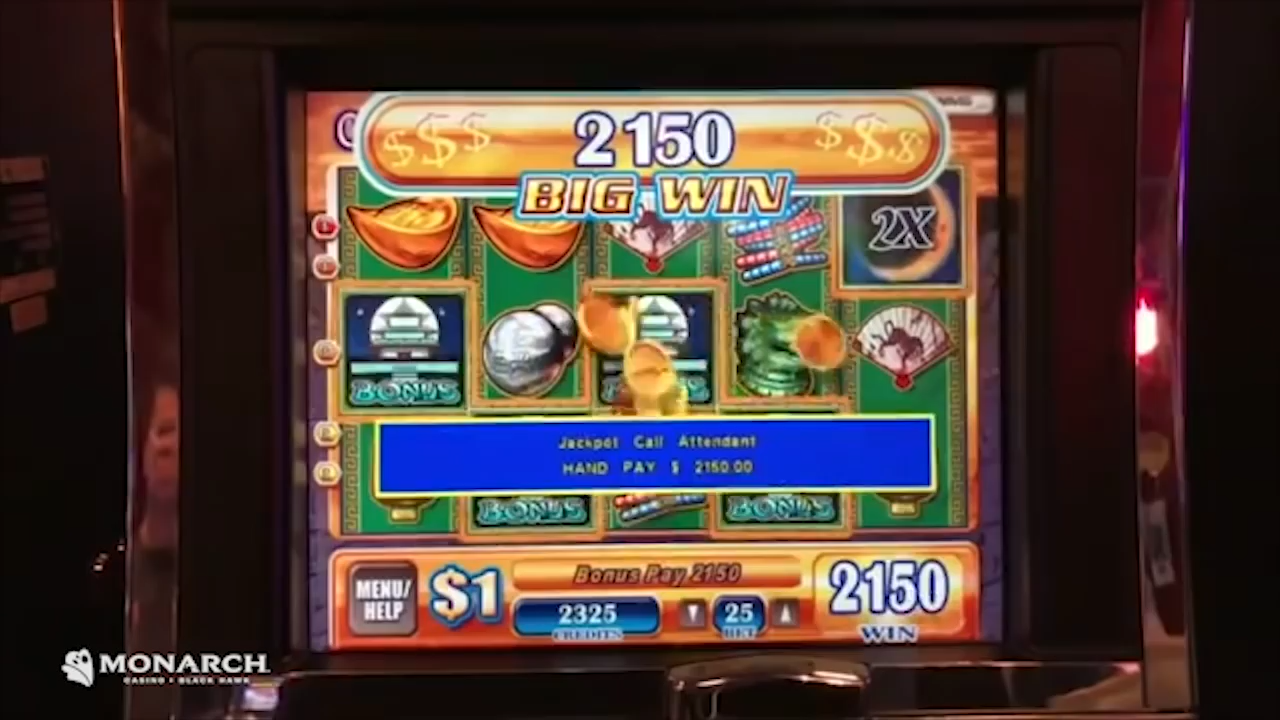 $ $ $ 2150 $ $ $
BIG WIN
2X
BONUS
Jackpot Call Attendant
HAND PAY $ 2150.00
BONUS
BONUS
MENU/
HELP
$1
Bonus Pay 2150
2325
CREDITS
25
BET
2150
WIN
MONARCH
CASINO • BLACK HAWK